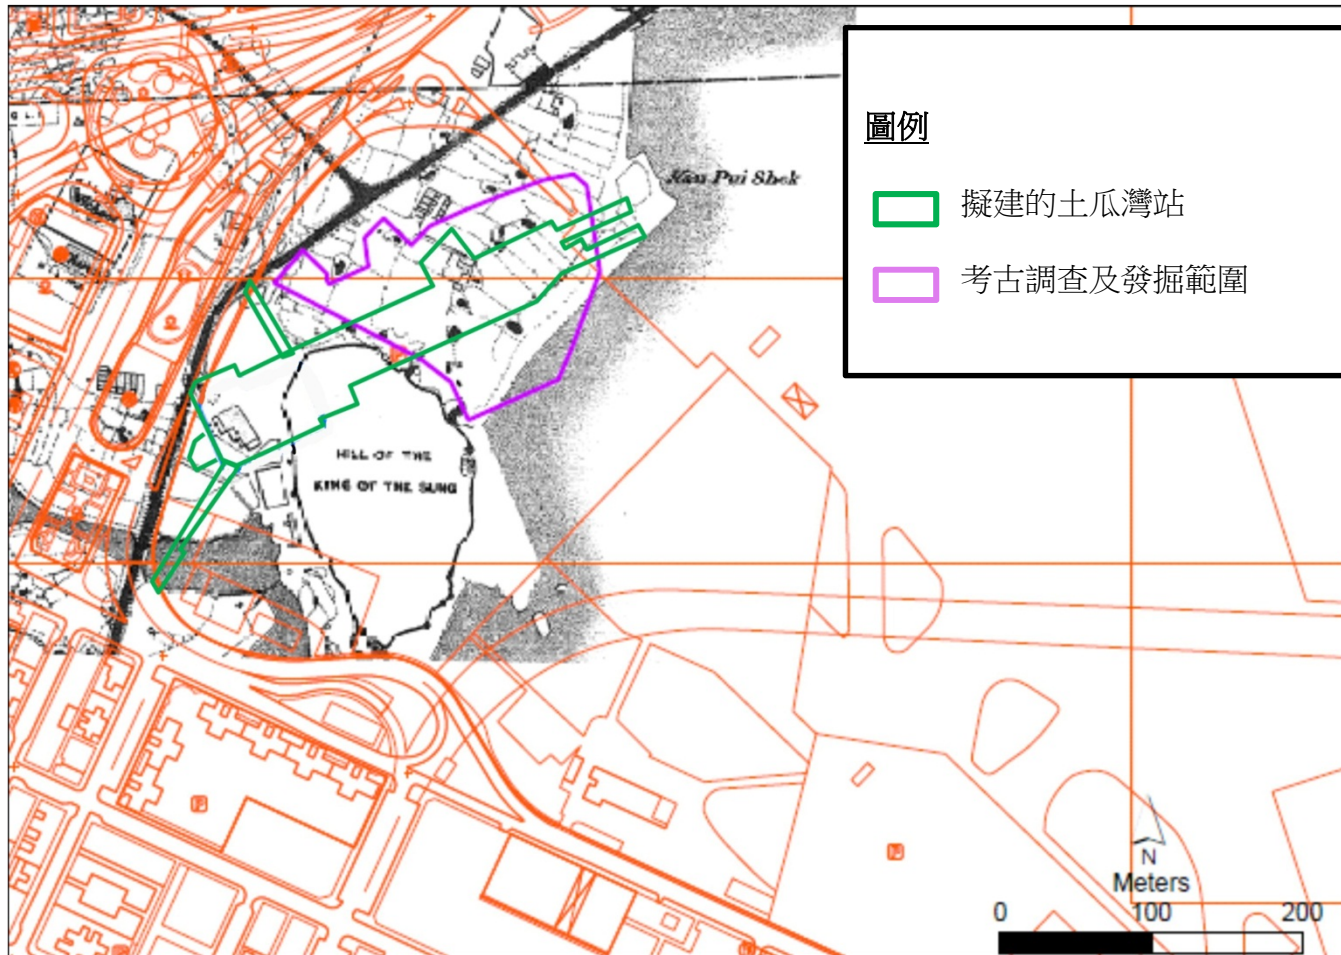 圖例
擬建的土瓜灣站
考古調查及發掘範圍
Kau Pui Shek
HILL OF THE
KING OF THE SUNG
N
Meters
0 100 200